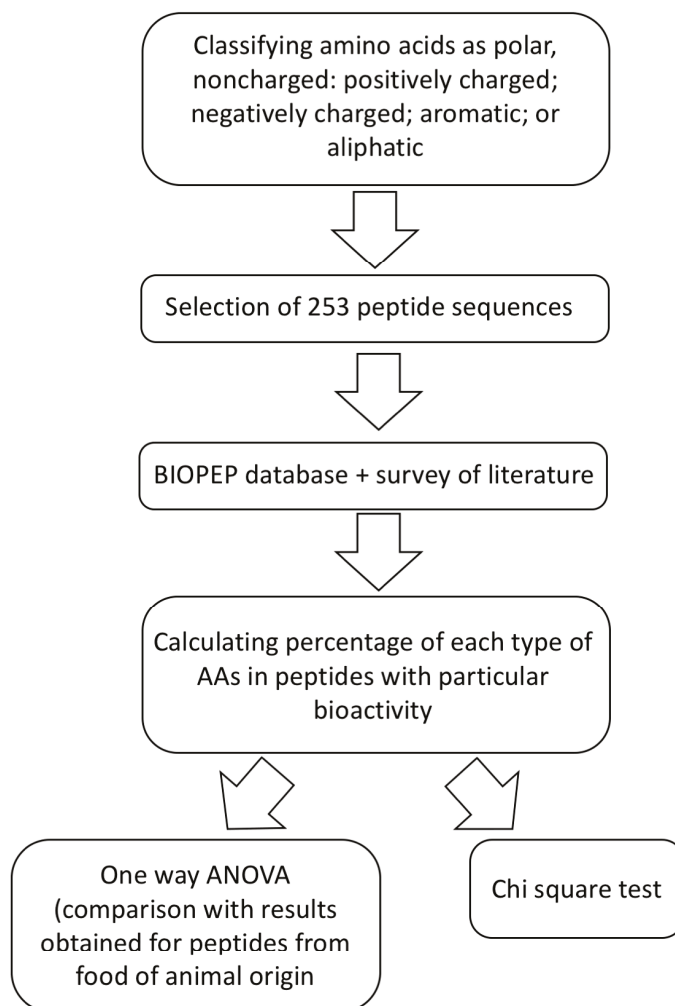 Classifying amino acids as polar,
noncharged: positively charged;
negatively charged; aromatic; or
aliphatic
Selection of 253 peptide sequences
BIOPEP database + survey of literature
Calculating percentage of each type of
AAs in peptides with particular
bioactivity
One way ANOVA
(comparison with results
obtained for peptides from
food of animal origin
Chi square test